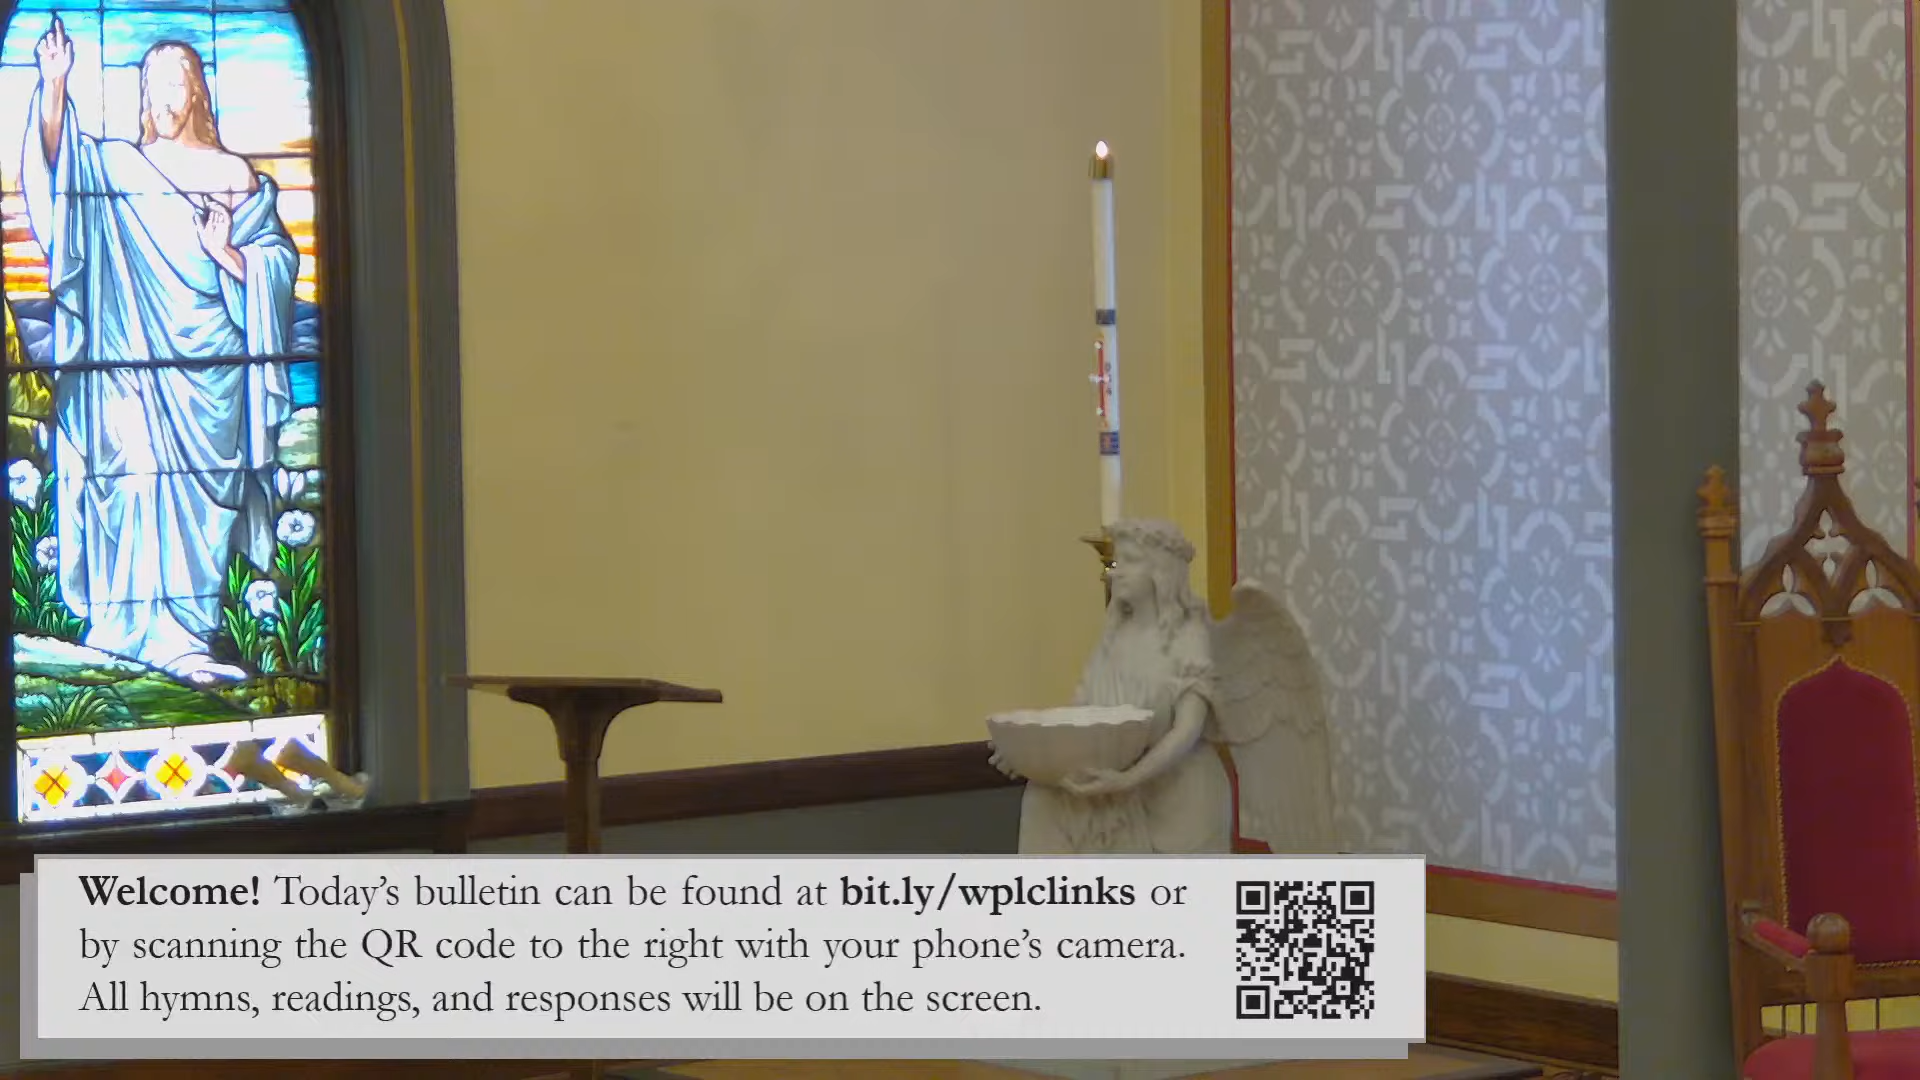 Welcome! Today's bulletin can be found at bit.ly/wplclinks or
by scanning the QR code to the right with your phone's camera.
All hymns, readings, and responses will be on the screen.